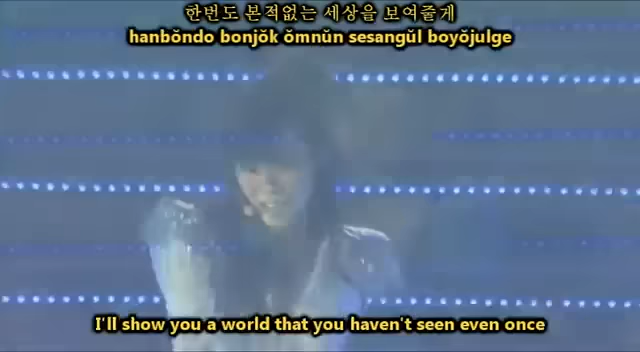 한번도 본적없는 세상을 보여줄게
hanbŏndo bonjŏk ŏmnŭn sesangŭl boyŏjulge
I'll show you a world that you haven't seen even once